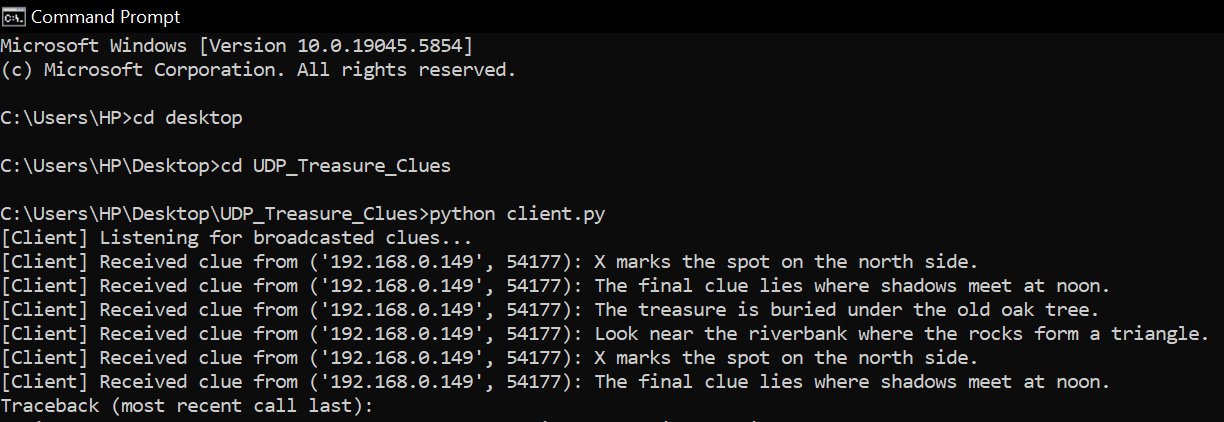 Command Prompt
Microsoft Windows [Version 10.0.19045.5854]
(c) Microsoft Corporation. All rights reserved.
C:\Users\HP>cd desktop
C:\Users\HP\Desktop>cd UDP_Treasure_Clues
C:\Users\HP\Desktop\UDP_Treasure_Clues>python client.py
[Client] Listening for broadcasted clues...
[Client] Received clue from ('192.168.0.149', 54177): X marks the spot on the north side.
[Client] Received clue from ('192.168.0.149', 54177): The final clue lies where shadows meet at noon.
[Client] Received clue from ('192.168.0.149', 54177): The treasure is buried under the old oak tree.
[Client] Received clue from ('192.168.0.149', 54177): Look near the riverbank where the rocks form a triangle.
[Client] Received clue from ('192.168.0.149', 54177): X marks the spot on the north side.
[Client] Received clue from ('192.168.0.149', 54177): The final clue lies where shadows meet at noon.
Traceback (most recent call last):